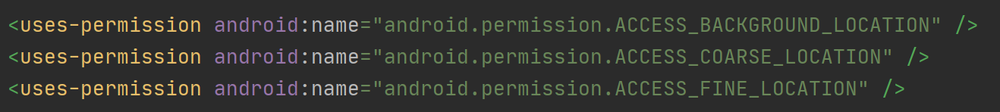 <uses-permission android:name="android.permission.ACCESS_BACKGROUND_LOCATION" />
<uses-permission android:name="android.permission.ACCESS_COARSE_LOCATION" />
<uses-permission android:name="android.permission.ACCESS_FINE_LOCATION" />